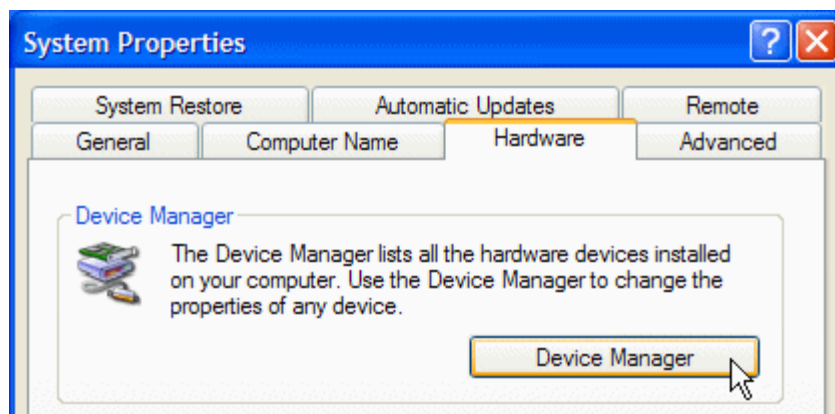 System Properties
?
System Restore Automatic Updates Remote
General Computer Name Hardware Advanced
Device Manager
The Device Manager lists all the hardware devices installed
on your computer. Use the Device Manager to change the
properties of any device.
Device Manager